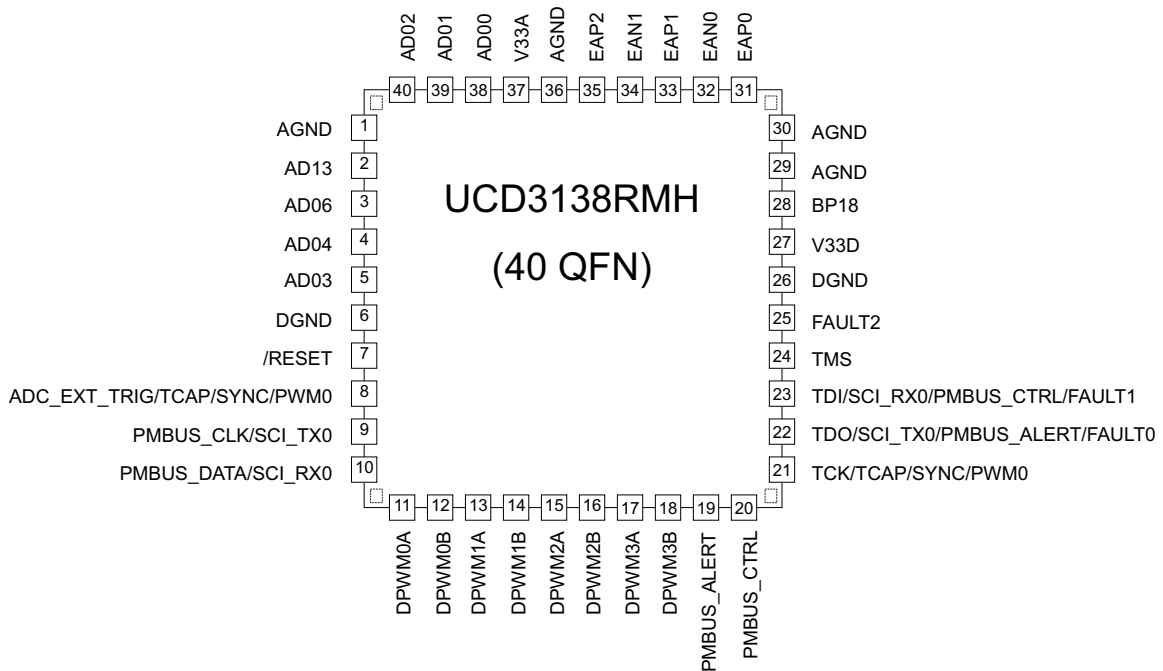 AD02
AD01
AD00
V33A
AGND
EAP2
EAN1
EAP1
EAN0
EAP0
40 39 38 37 36 35 34 33 32 31
AGND 1
AD13 2
AD06 3
AD04 4
AD03 5
DGND 6
/RESET 7
ADC_EXT_TRIG/TCAP/SYNC/PWM0 8
PMBUS_CLK/SCI_TX0 9
PMBUS_DATA/SCI_RX0 10
UCD3138RMH
(40 QFN)
30 AGND
29 AGND
28 BP18
27 V33D
26 DGND
25 FAULT2
24 TMS
23 TDI/SCI_RX0/PMBUS_CTRL/FAULT1
22 TDO/SCI_TX0/PMBUS_ALERT/FAULT0
21 TCK/TCAP/SYNC/PWM0
11 12 13 14 15 16 17 18 19 20
DPWM0A
DPWM0B
DPWM1A
DPWM1B
DPWM2A
DPWM2B
DPWM3A
DPWM3B
PMBUS_ALERT
PMBUS_CTRL